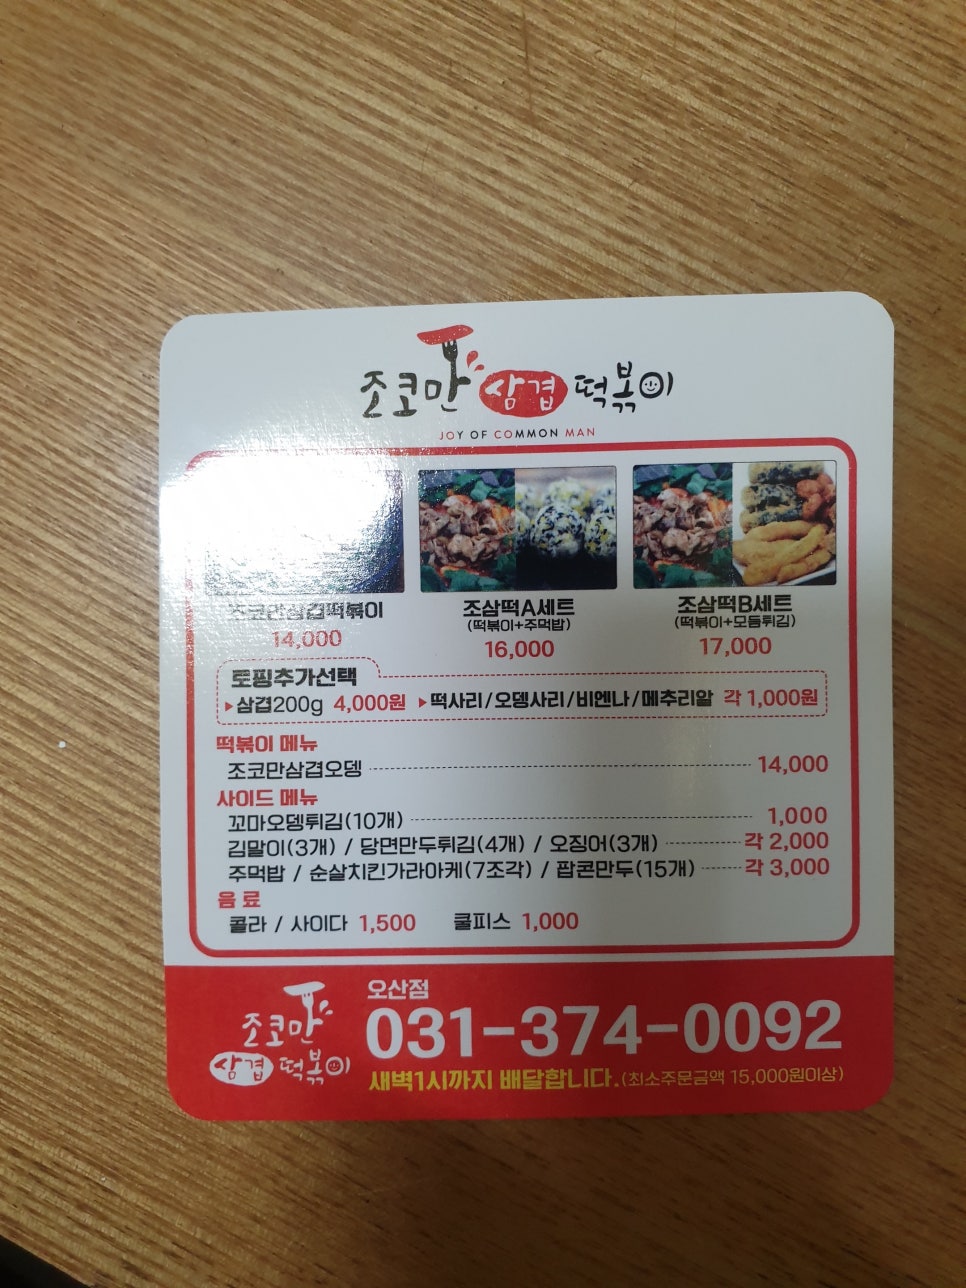 조코만 삼겹 떡볶이
JOY OF COMMON MAN
조코만삼겹떡볶이
14,000
조삼떡A세트
(떡볶이+주먹밥)
16,000
조삼떡B세트
(떡볶이+모듬튀김)
17,000
토핑추가선택
▸삼겹200g 4,000원 ▸떡사리/오뎅사리/비엔나/메추리알 각 1,000원
떡볶이 메뉴
조코만삼겹오뎅 14,000
사이드 메뉴
꼬마오뎅튀김(10개) 1,000
김말이(3개) / 당면만두튀김(4개) / 오징어(3개) 각 2,000
주먹밥 / 순살치킨가라아케(7조각) / 팝콘만두(15개) 각 3,000
음료
콜라 / 사이다 1,500 쿨피스 1,000
조코만
삼겹 떡볶이
오산점
031-374-0092
새벽1시까지 배달합니다.(최소주문금액 15,000원이상)